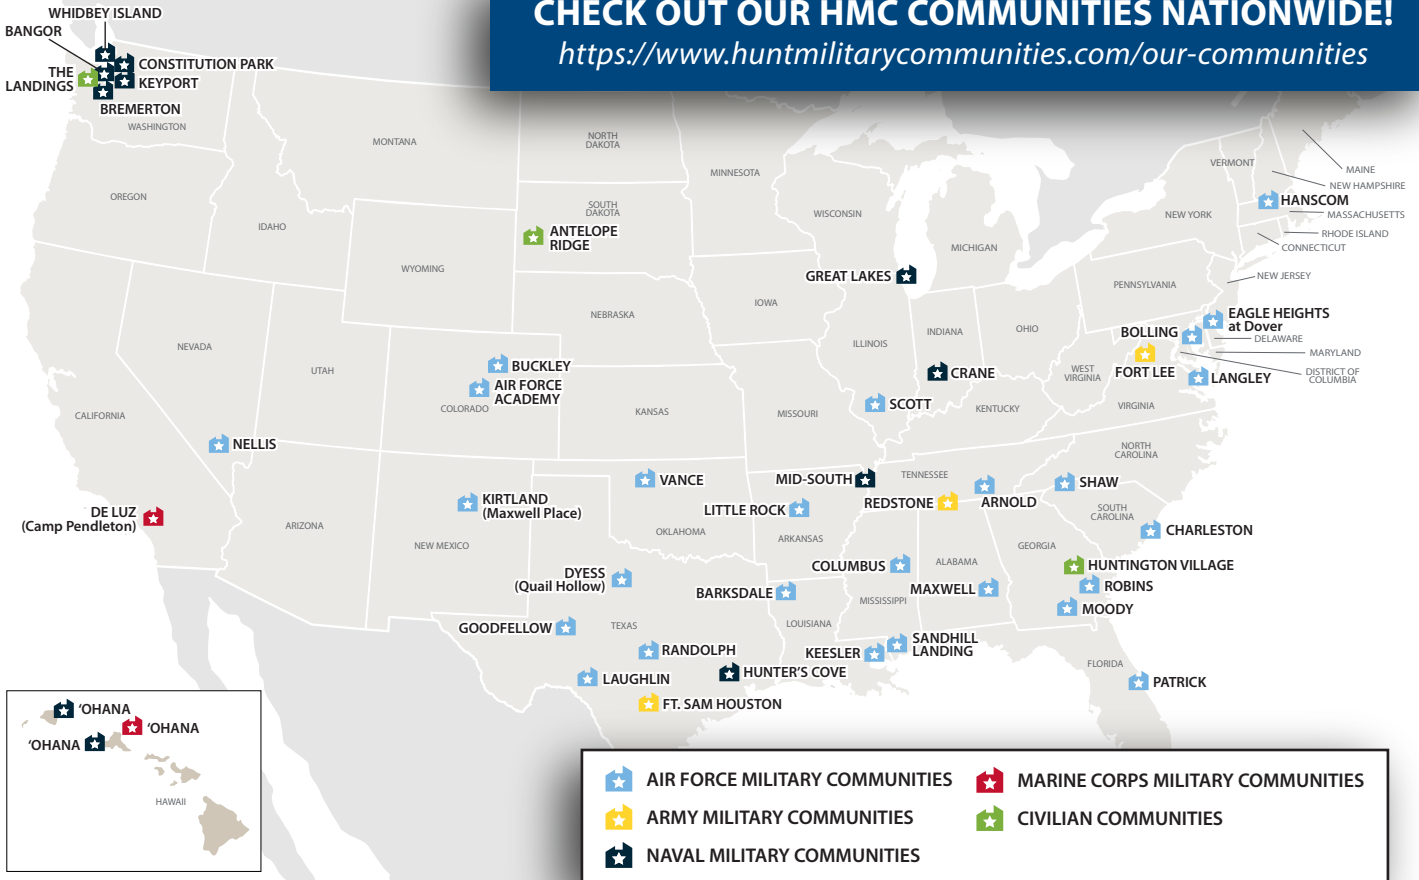 CHECK OUT OUR HMC COMMUNITIES NATIONWIDE!
https://www.huntmilitarycommunities.com/our-communities
WHIDBEY ISLAND
BANGOR
THE
LANDINGS
CONSTITUTION PARK
KEYPORT
BREMERTON
WASHINGTON
MONTANA
NORTH
DAKOTA
MINNESOTA
VERMONT
MAINE
NEW HAMPSHIRE
HANSCOM
MASSACHUSETTS
RHODE ISLAND
CONNECTICUT
NEW YORK
OREGON
IDAHO
SOUTH
DAKOTA
ANTELOPE
RIDGE
WISCONSIN
MICHIGAN
WYOMING
GREAT LAKES
PENNSYLVANIA
NEW JERSEY
IOWA
NEBRASKA
EAGLE HEIGHTS
at Dover
DELAWARE
MARYLAND
DISTRICT OF
COLUMBIA
BOLLING
FORT LEE
LANGLEY
NEVADA
UTAH
ILLINOIS
INDIANA
OHIO
BUCKLEY
AIR FORCE
ACADEMY
COLORADO
CRANE
WEST
VIRGINIA
VIRGINIA
CALIFORNIA
KANSAS
MISSOURI
SCOTT
KENTUCKY
NELLIS
NORTH
CAROLINA
VANCE
MID-SOUTH
TENNESSEE
SHAW
KIRTLAND
(Maxwell Place)
LITTLE ROCK
REDSTONE
ARNOLD
DE LUZ
(Camp Pendleton)
ARIZONA
NEW MEXICO
OKLAHOMA
ARKANSAS
SOUTH
CAROLINA
CHARLESTON
GEORGIA
ALABAMA
COLUMBUS
HUNTINGTON VILLAGE
DYESS
(Quail Hollow)
BARKSDALE
MISSISSIPPI
MAXWELL
ROBINS
MOODY
GOODFELLOW
TEXAS
LOUISIANA
RANDOLPH
KEESLER
SANDHILL
LANDING
FLORIDA
LAUGHLIN
HUNTER'S COVE
PATRICK
FT. SAM HOUSTON
‘OHANA
‘OHANA
‘OHANA
HAWAII
AIR FORCE MILITARY COMMUNITIES
MARINE CORPS MILITARY COMMUNITIES
ARMY MILITARY COMMUNITIES
CIVILIAN COMMUNITIES
NAVAL MILITARY COMMUNITIES